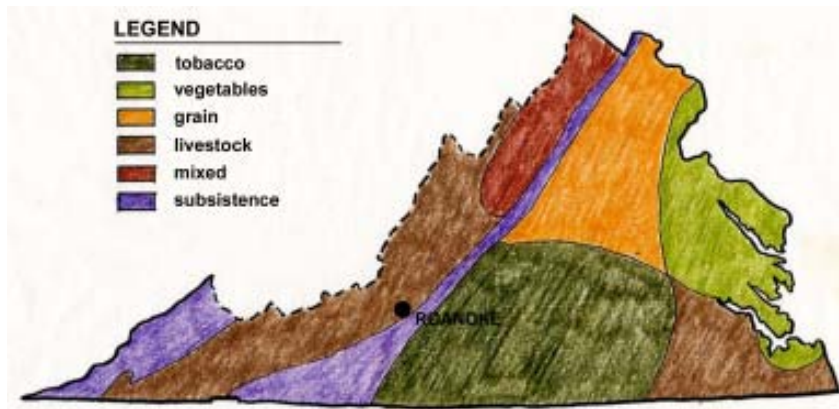 LEGEND
tobacco
vegetables
grain
livestock
mixed
subsistence
ROANOKE